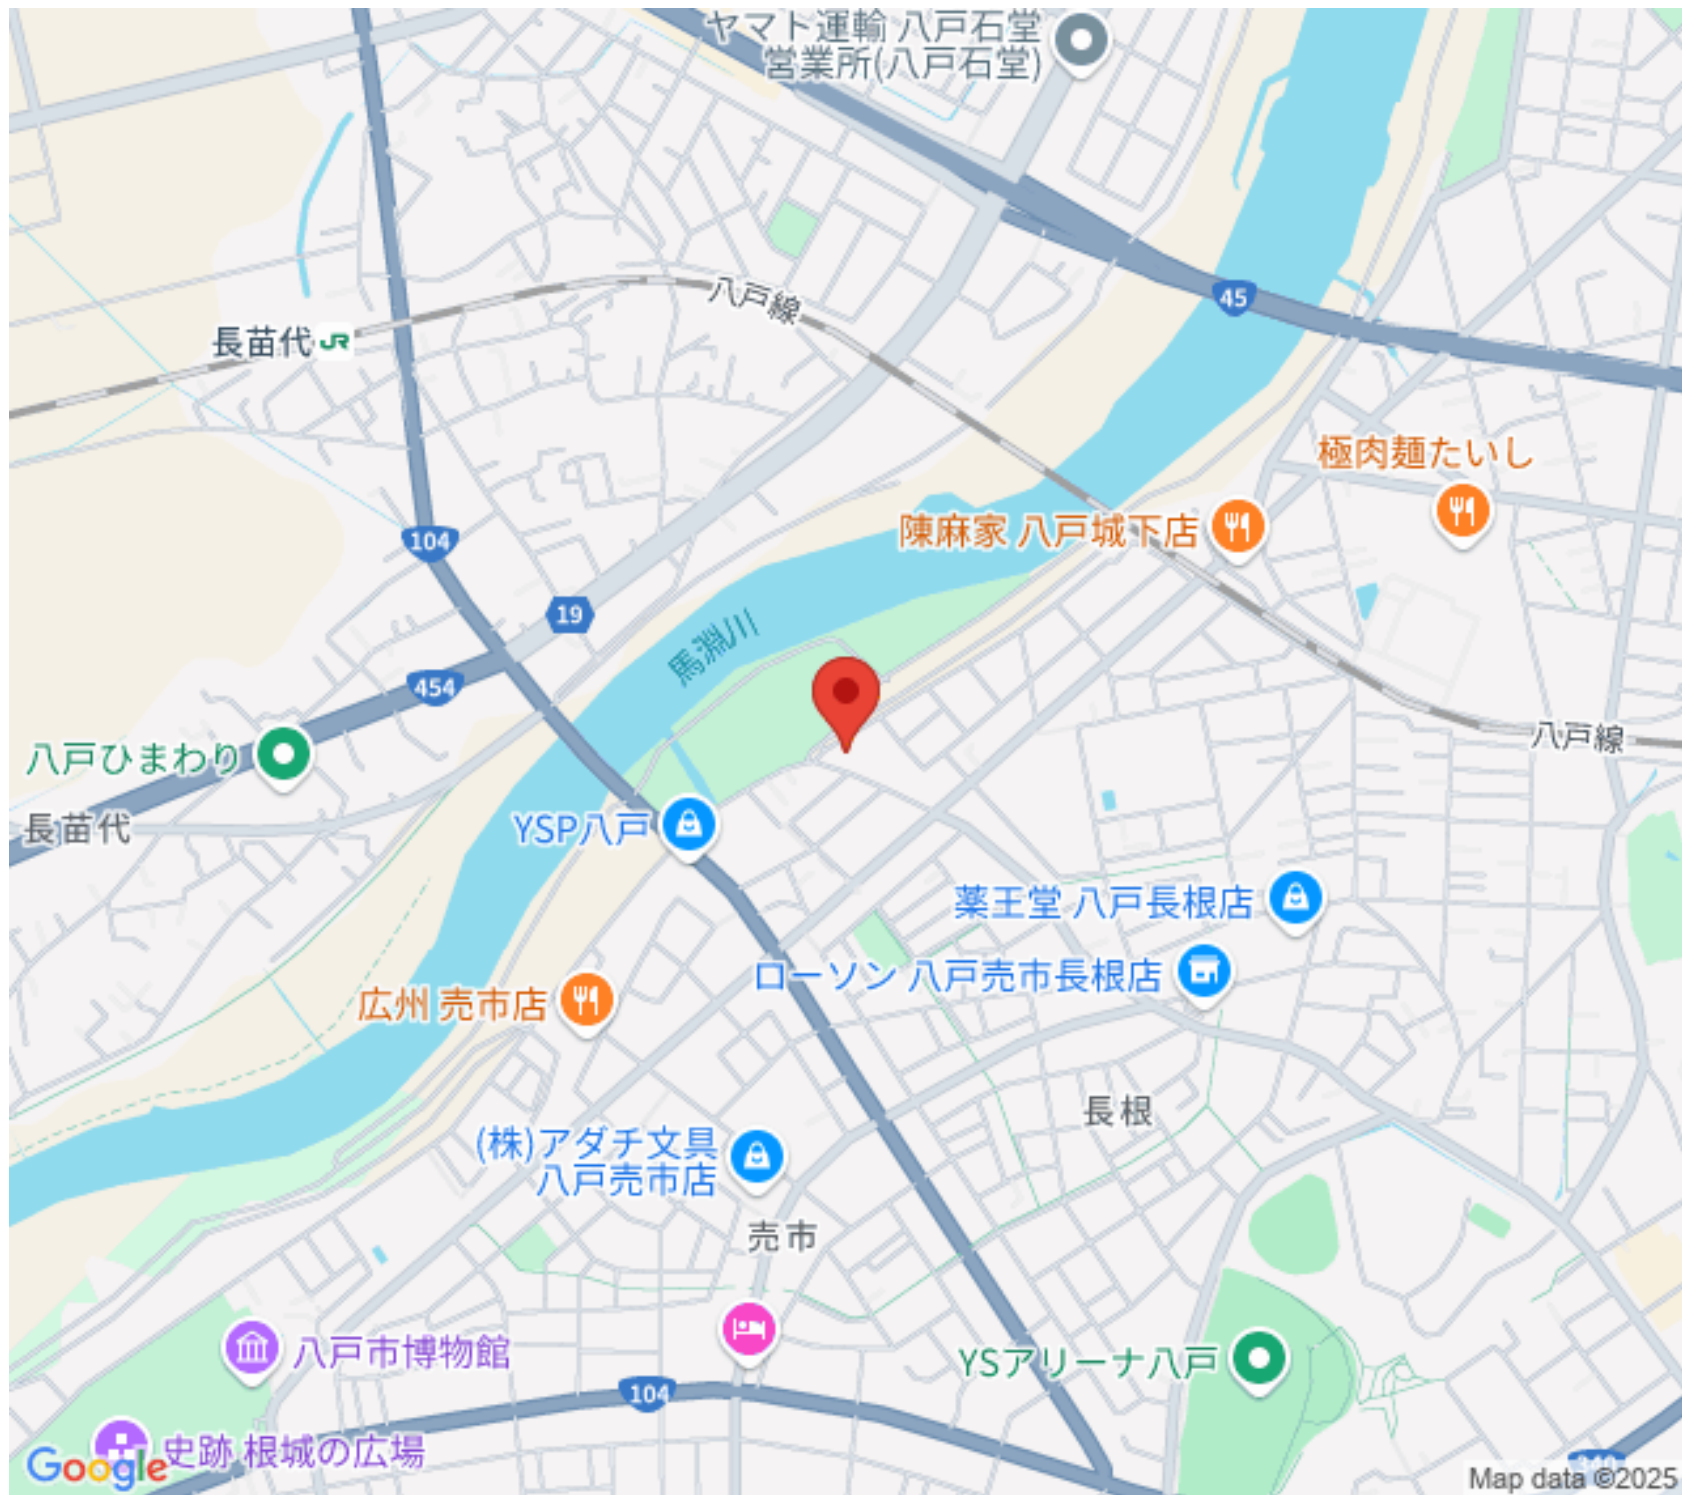 ヤマト運輸 八戸石堂
営業所(八戸石堂)
八戸線
45
長苗代
JR
極肉麺たいし
陳麻家 八戸城下店
104
19
馬淵川
454
八戸線
八戸ひまわり
長苗代
YSP八戸
薬王堂 八戸長根店
ローソン 八戸売市長根店
広州 売市店
長根
(株)アダチ文具
八戸売市店
売市
八戸市博物館
YSアリーナ八戸
104
史跡 根城の広場
340
Google
Map data ©2025